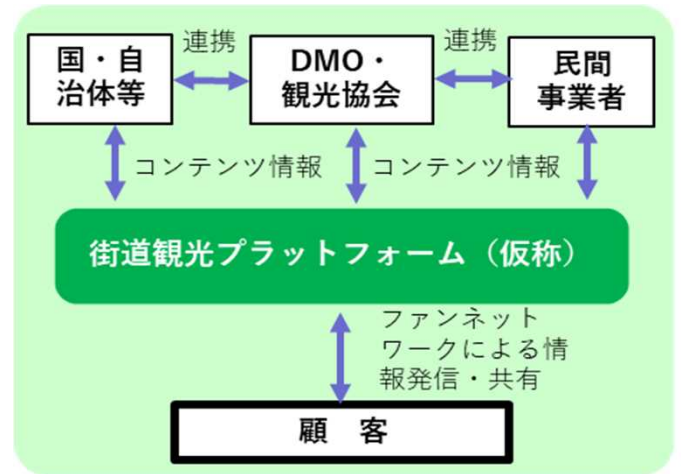 連携
連携
国・自
治体等
DMO・
観光協会
民間
事業者
コンテンツ情報
コンテンツ情報
街道観光プラットフォーム（仮称）
ファンネット
ワークによる情
報発信・共有
顧　客